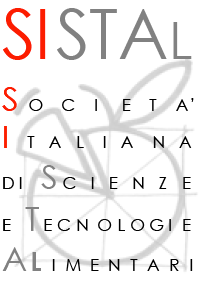 SISTAL
SOCIETA'
ITALIANA
DI SCIENZE
E TECNOLOGIE
ALIMENTARI